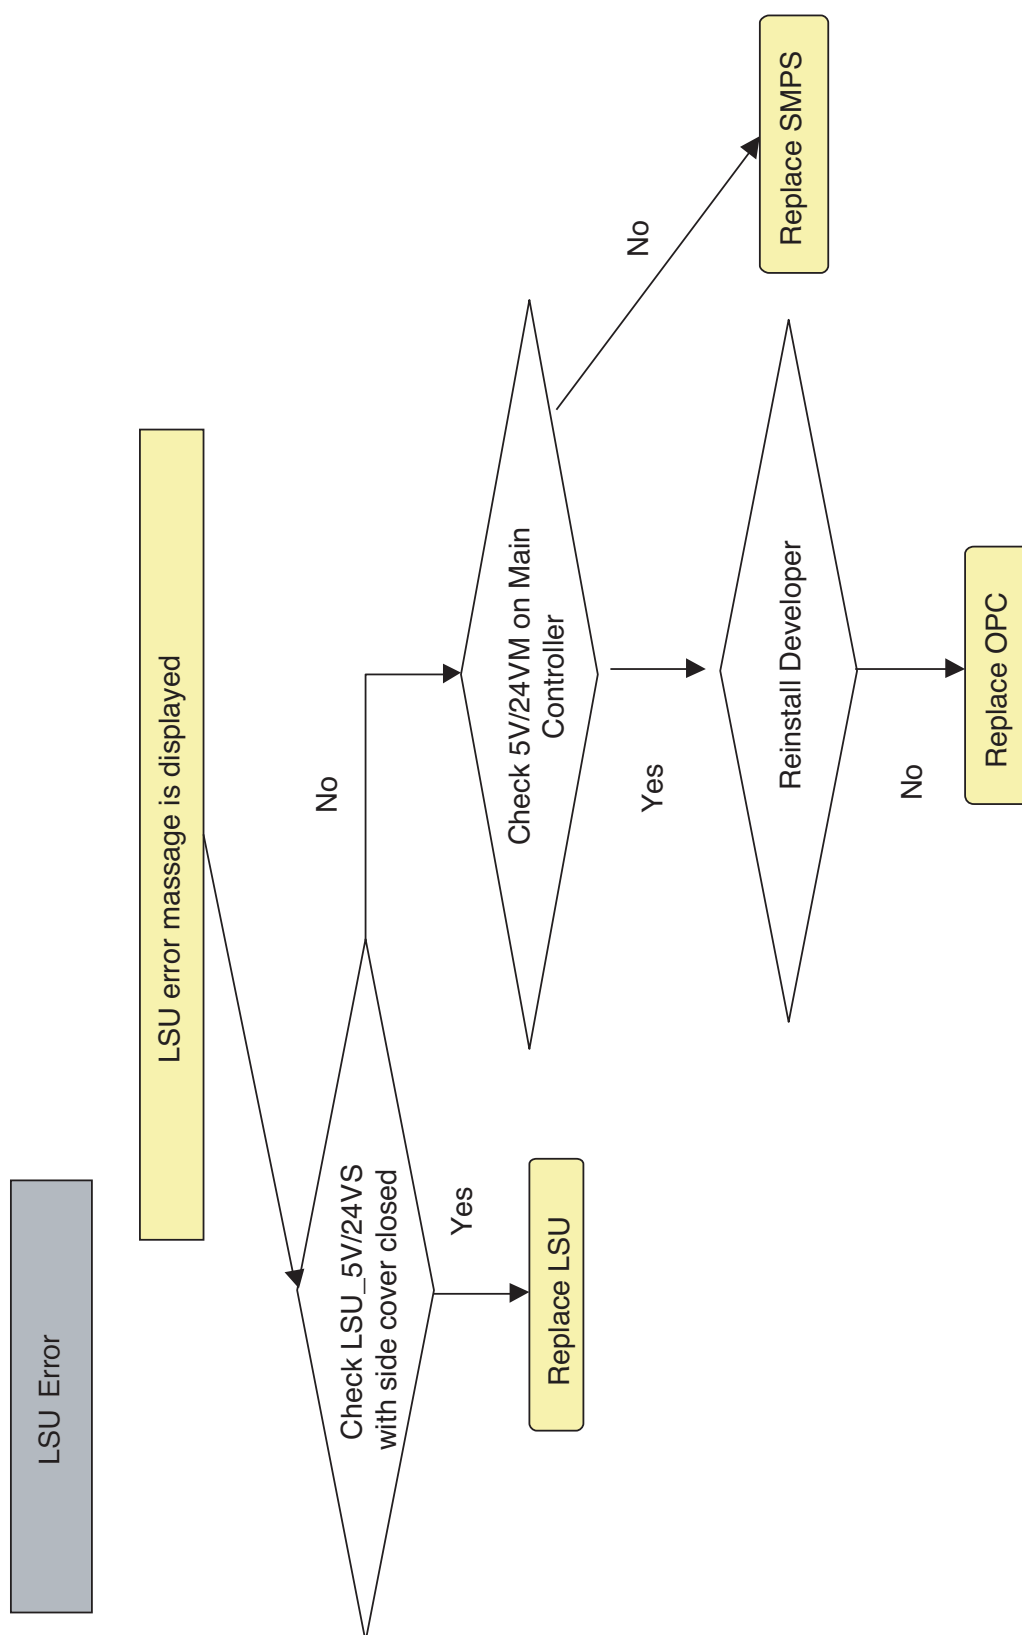 LSU Error
LSU error massage is displayed
Check LSU_5V/24VS
with side cover closed
No
Yes
Replace LSU
Check 5V/24VM on Main
Controller
No
Yes
Replace SMPS
Reinstall Developer
No
Replace OPC